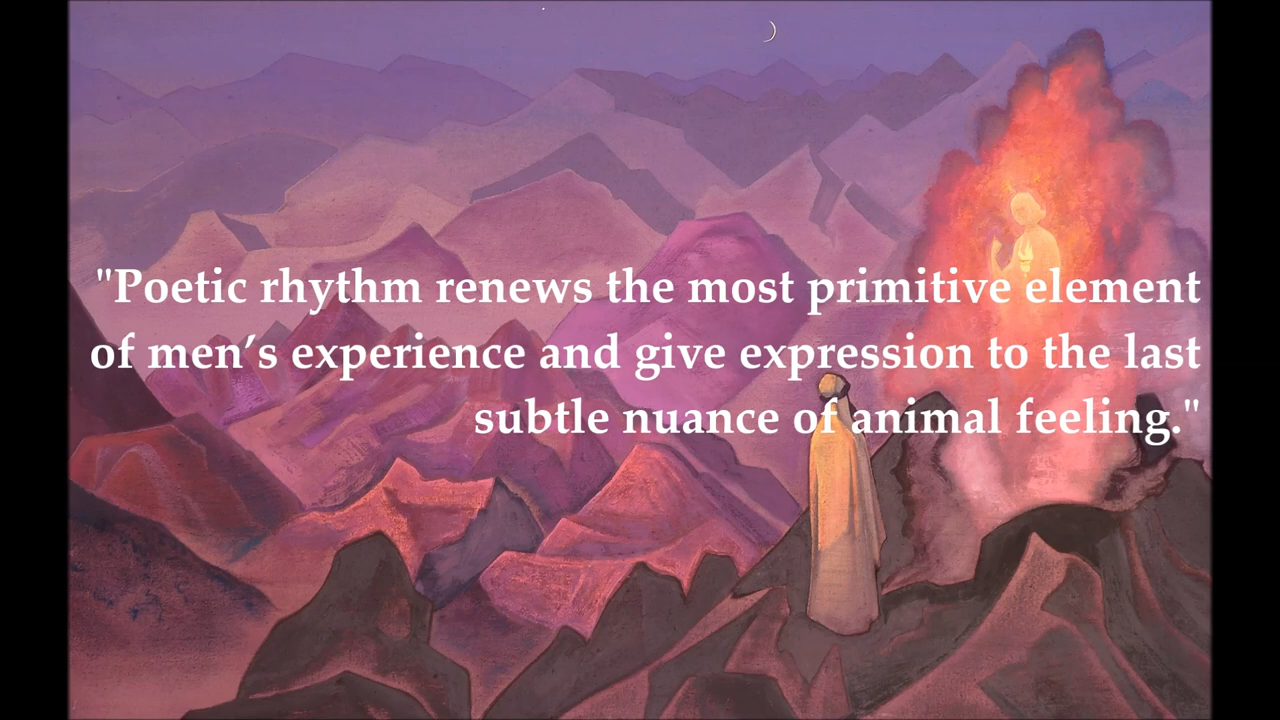 "Poetic rhythm renews the most primitive element
of men’s experience and give expression to the last
subtle nuance of animal feeling."